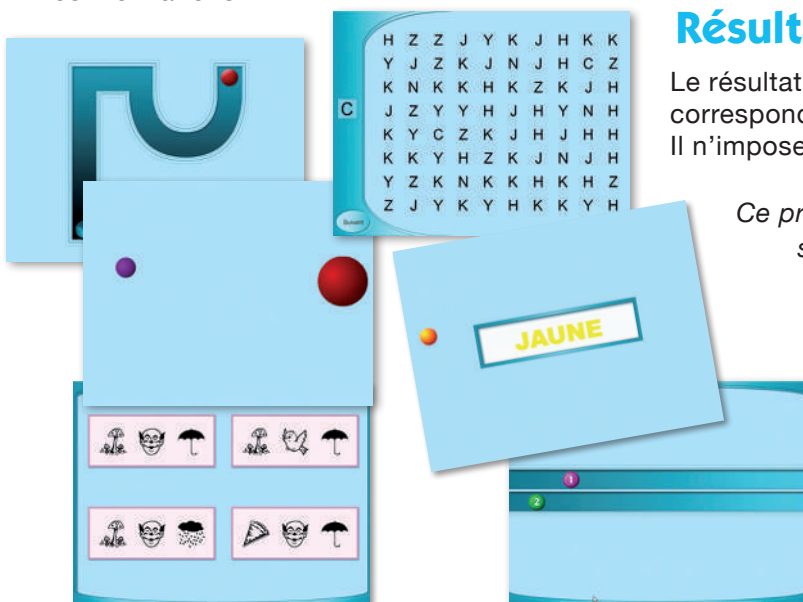 Résult
Le résultat
correspond
Il n'impose
Ce pr
s
H Z Z J Y K J H K K
Y J Z K J N J H C Z
K N K K H K Z K J H
C
J Z Y Y H J H Y N H
K Y C Z K J H J H H
K K Y H Z K J N J H
Y Z K N K K H K H Z
Z J Y K Y H K K Y H
Suivant
JAUNE
1
2